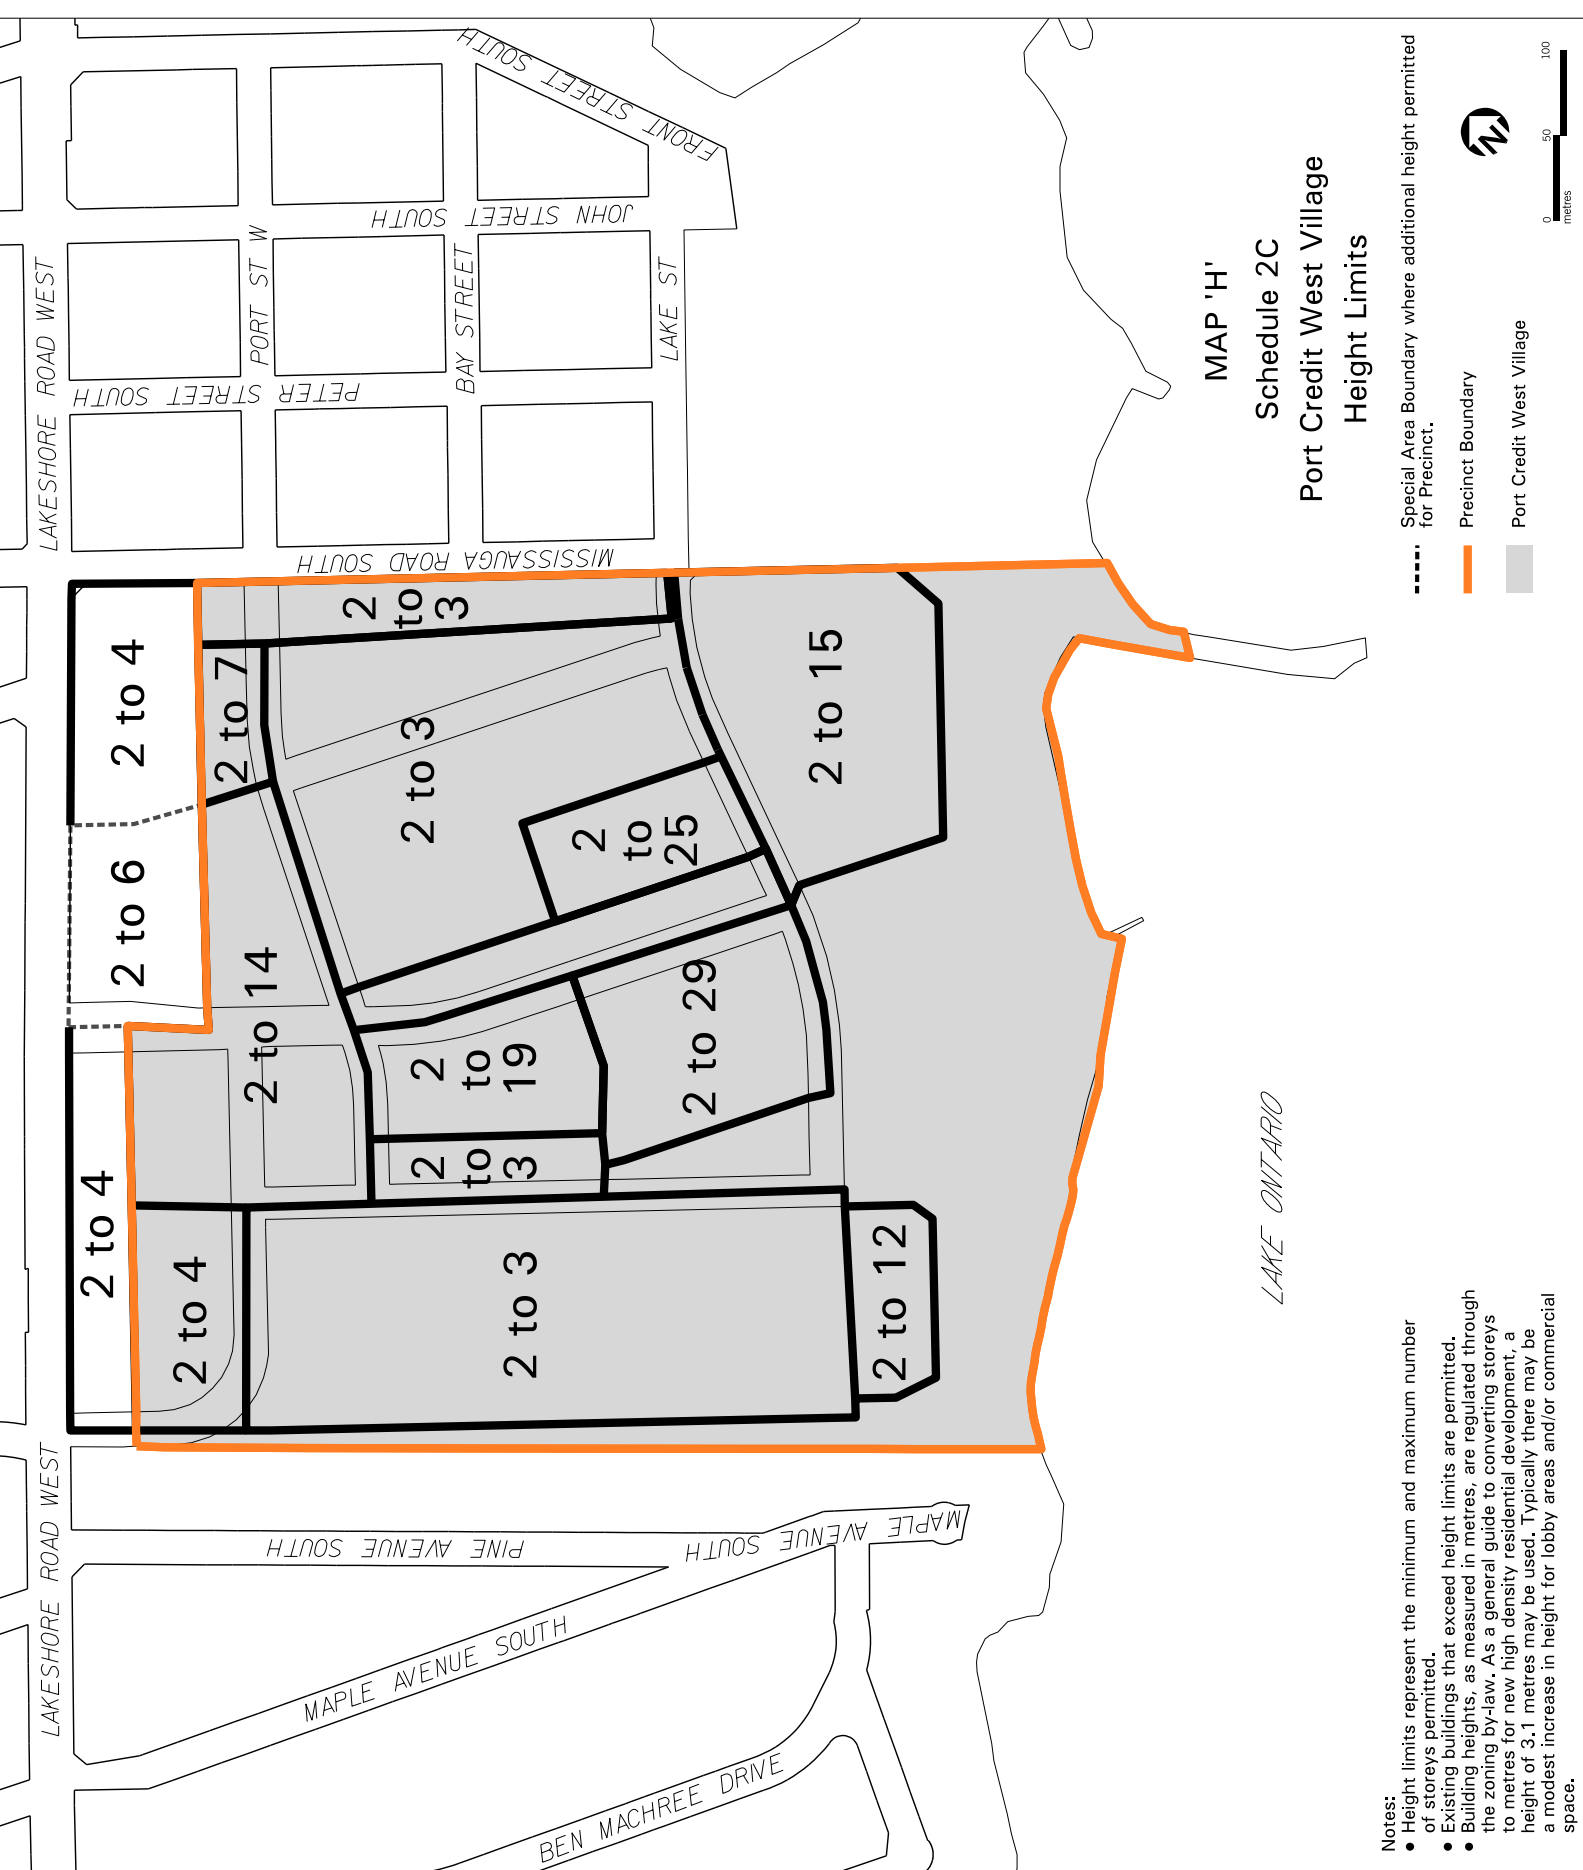 MAP 'H'
Schedule 2C
Port Credit West Village
Height Limits
Special Area Boundary where additional height permitted
for Precinct.
Precinct Boundary
Port Credit West Village
N
0 50 100
metres
LAKESHORE ROAD WEST
LAKESHORE ROAD WEST
PORT ST W
BAY STREET
LAKE ST
FRONT STREET SOUTH
JOHN STREET SOUTH
PETER STREET SOUTH
MISSISSAUGA ROAD SOUTH
PINE AVENUE SOUTH
MAPLE AVENUE SOUTH
MAPLE AVENUE SOUTH
BEN MACHREE DRIVE
LAKE ONTARIO
2 to 4
2 to 6
2 to 4
2 to 4
2 to 7
2 to 14
2
to
3
2 to 3
2
to
25
2 to 15
2
to
19
2 to 29
2
to
3
2 to 3
2 to 12
Notes:
• Height limits represent the minimum and maximum number
of storeys permitted.
• Existing buildings that exceed height limits are permitted.
• Building heights, as measured in metres, are regulated through
the zoning by-law. As a general guide to converting storeys
to metres for new high density residential development, a
height of 3.1 metres may be used. Typically there may be
a modest increase in height for lobby areas and/or commercial
space.